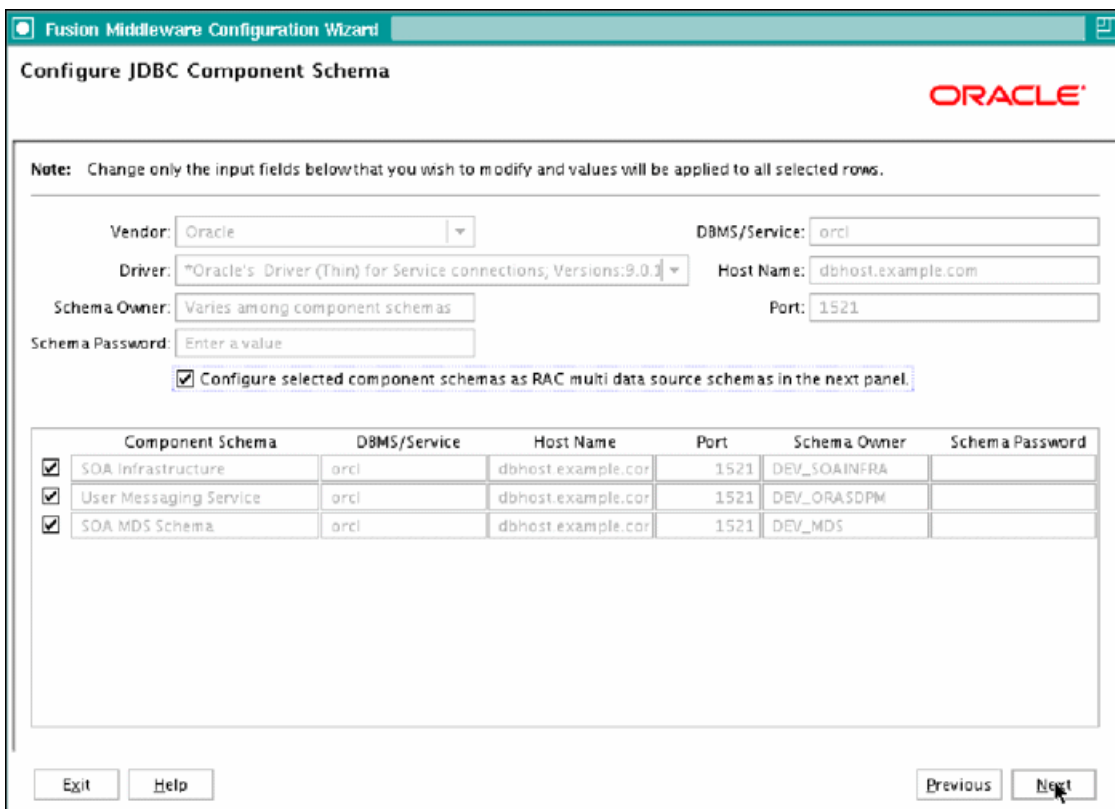 Fusion Middleware Configuration Wizard
Configure JDBC Component Schema
ORACLE
Note: Change only the input fields below that you wish to modify and values will be applied to all selected rows.
Vendor: Oracle DBMS/Service: orcl
Driver: *Oracle's Driver (Thin) for Service connections; Versions:9.0.1 Host Name: dbhost.example.com
Schema Owner: Varies among component schemas Port: 1521
Schema Password: Enter a value
Configure selected component schemas as RAC multi data source schemas in the next panel.
Component Schema DBMS/Service Host Name Port Schema Owner Schema Password
SOA Infrastructure orcl dbhost.example.cor 1521 DEV_SOAINFRA
User Messaging Service orcl dbhost.example.cor 1521 DEV_ORASDPM
SOA MDS Schema orcl dbhost.example.cor 1521 DEV_MDS
Exit Help Previous Next